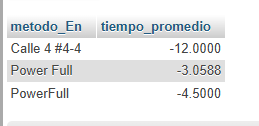 metodo_En tiempo_promedio
Calle 4 #4-4 -12.0000
Power Full -3.0588
PowerFull -4.5000